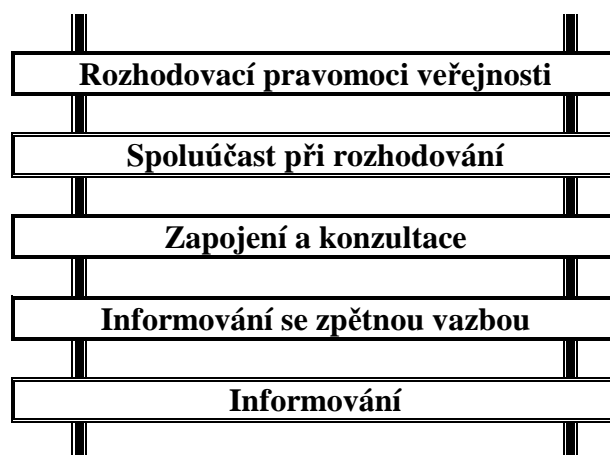 Rozhodovací pravomoci veřejnosti
Spoluúčast při rozhodování
Zapojení a konzultace
Informování se zpětnou vazbou
Informování